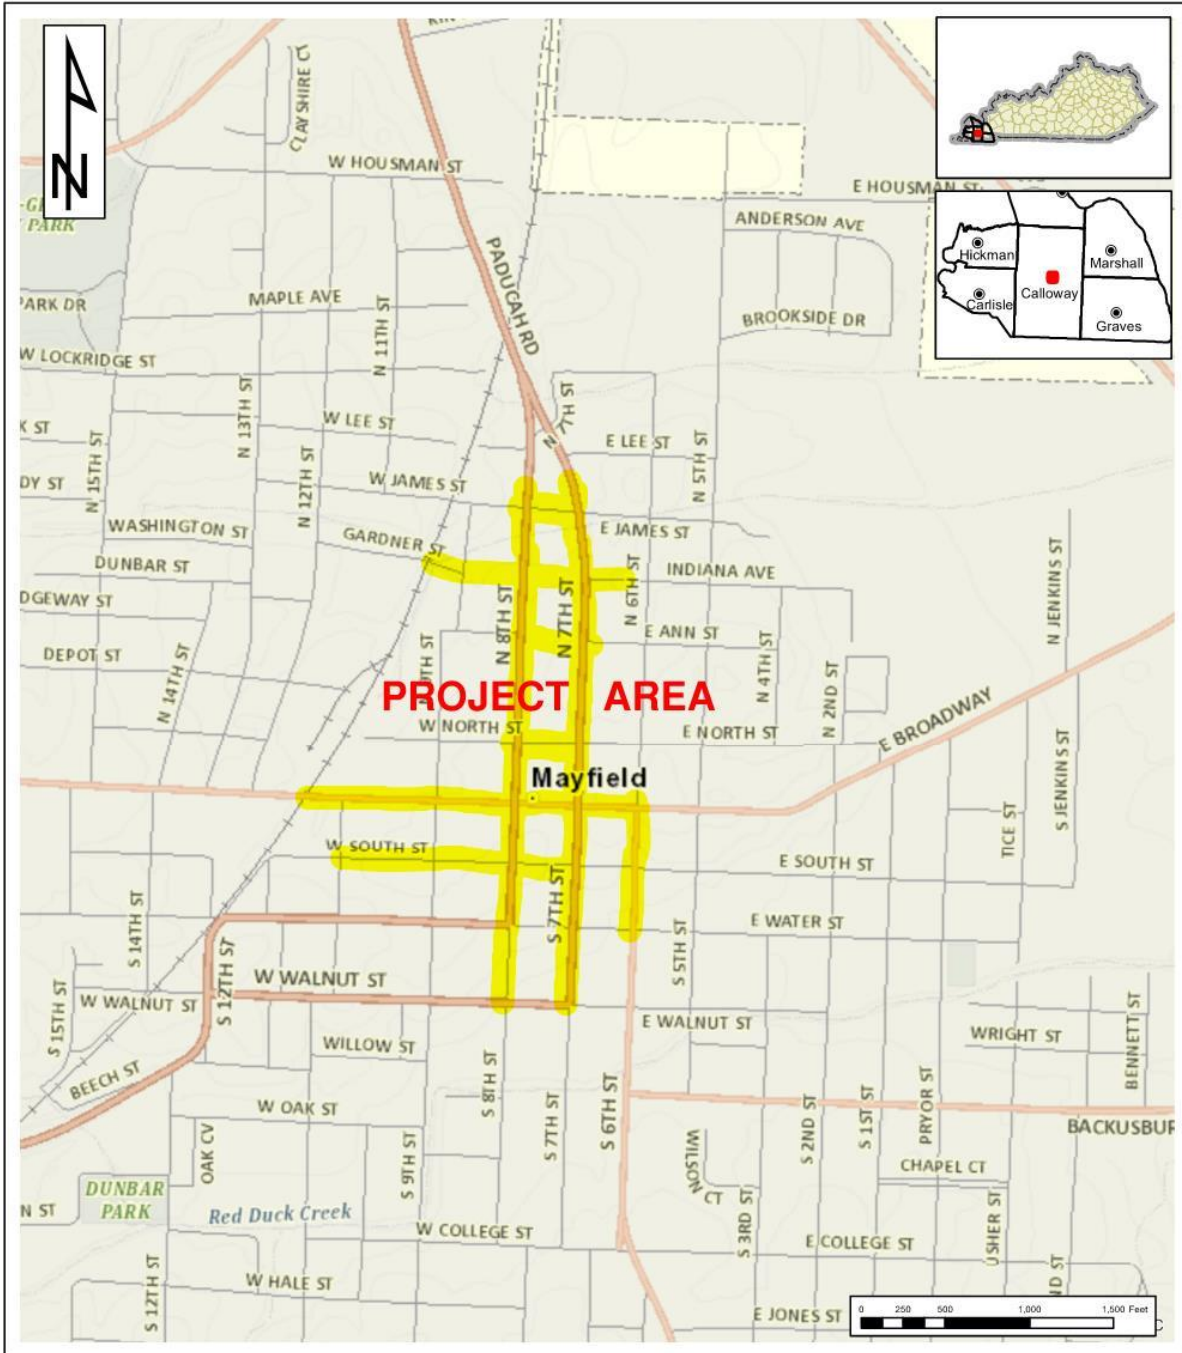 CLAYSHIRE CT
W HOUSMAN ST
E HOUSMAN ST
ANDERSON AVE
PARK
N
PADUCAH RD
Hickman
Marshall
Calloway
Carlisle
Graves
PARK DR
MAPLE AVE
N 11TH ST
BROOKSIDE DR
W LOCKRIDGE ST
N 13TH ST
N 7TH ST
W LEE ST
E LEE ST
K ST
N 15TH ST
N 12TH ST
N 5TH ST
DY ST
W JAMES ST
WASHINGTON ST
GARDNER ST
E JAMES ST
DUNBAR ST
INDIANA AVE
N JENKINS ST
DGEWAY ST
N 8TH ST
N 7TH ST
N 6TH ST
E ANN ST
DEPOT ST
N 14TH ST
9TH ST
N 4TH ST
N 2ND ST
PROJECT AREA
W NORTH ST
E NORTH ST
E BROADWAY
Mayfield
S JENKINS ST
TICE ST
W SOUTH ST
E SOUTH ST
S 14TH ST
S 7TH ST
E WATER ST
S 12TH ST
S 5TH ST
W WALNUT ST
S 15TH ST
W WALNUT ST
E WALNUT ST
WRIGHT ST
BENNETT ST
WILLOW ST
BEECH ST
S 8TH ST
S 6TH ST
W OAK ST
S 7TH ST
S 2ND ST
S 1ST ST
PRYOR ST
BACKUSBUR
OAK CV
S 9TH ST
WILSON CT
CHAPEL CT
DUNBAR
PARK
N ST
Red Duck Creek
W COLLEGE ST
S 3RD ST
E COLLEGE ST
USHER ST
S 12TH ST
W HALE ST
ND ST
E JONES ST
0 250 500 1,000 1,500 Feet